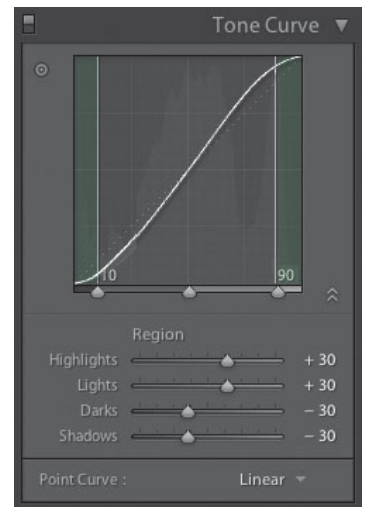 Tone Curve
10 90
Region
Highlights + 30
Lights + 30
Darks − 30
Shadows − 30
Point Curve : Linear